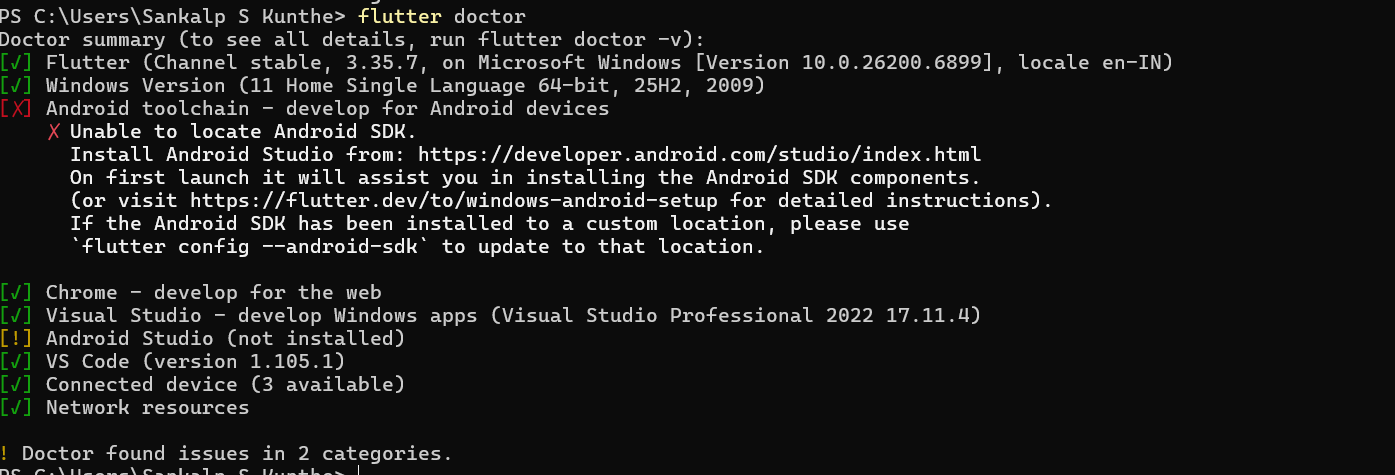 PS C:\Users\Sankalp S Kunthe> flutter doctor
Doctor summary (to see all details, run flutter doctor -v):
[√] Flutter (Channel stable, 3.35.7, on Microsoft Windows [Version 10.0.26200.6899], locale en-IN)
[√] Windows Version (11 Home Single Language 64-bit, 25H2, 2009)
[X] Android toolchain - develop for Android devices
X Unable to locate Android SDK.
Install Android Studio from: https://developer.android.com/studio/index.html
On first launch it will assist you in installing the Android SDK components.
(or visit https://flutter.dev/to/windows-android-setup for detailed instructions).
If the Android SDK has been installed to a custom location, please use
`flutter config --android-sdk` to update to that location.
[√] Chrome - develop for the web
[√] Visual Studio - develop Windows apps (Visual Studio Professional 2022 17.11.4)
[!] Android Studio (not installed)
[√] VS Code (version 1.105.1)
[√] Connected device (3 available)
[√] Network resources
! Doctor found issues in 2 categories.
PS C:\Users\Sankalp S Kunthe>